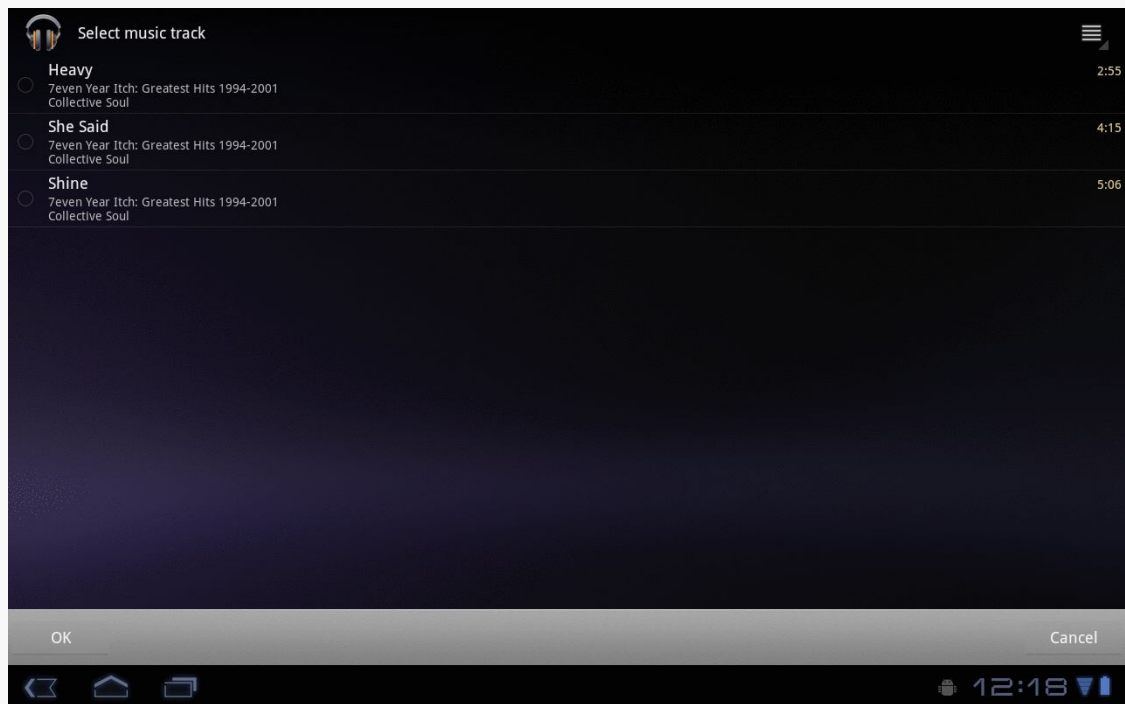 Select music track
Heavy
2:55
7even Year Itch: Greatest Hits 1994-2001
Collective Soul
She Said
4:15
7even Year Itch: Greatest Hits 1994-2001
Collective Soul
Shine
5:06
7even Year Itch: Greatest Hits 1994-2001
Collective Soul
OK
Cancel
12:18